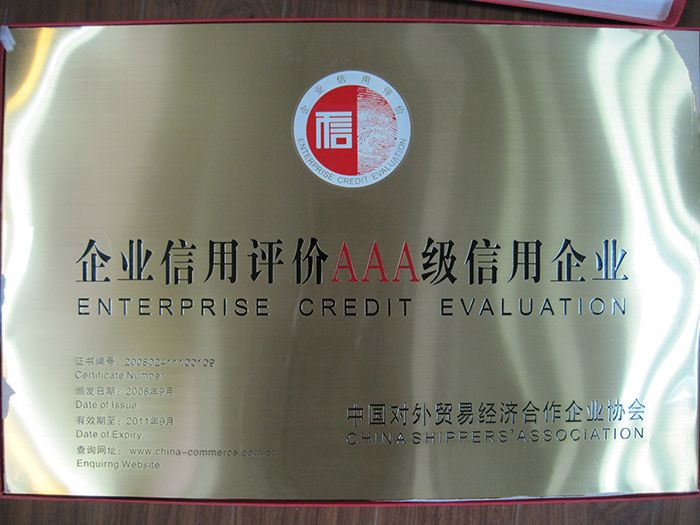 企业信用评价
信
ENTERPRISE CREDIT EVALUATION
企业信用评价AAA级信用企业
ENTERPRISE CREDIT EVALUATION
证书编号：
Certificate Number
颁发日期：2008年9月
Date of Issue
有效期至：2011年9月
Date of Expiry
查询网址：www.china-commerce.com.cn
Enquirng Website
中国对外贸易经济合作企业协会
CHINA SHIPPERS' ASSOCIATION